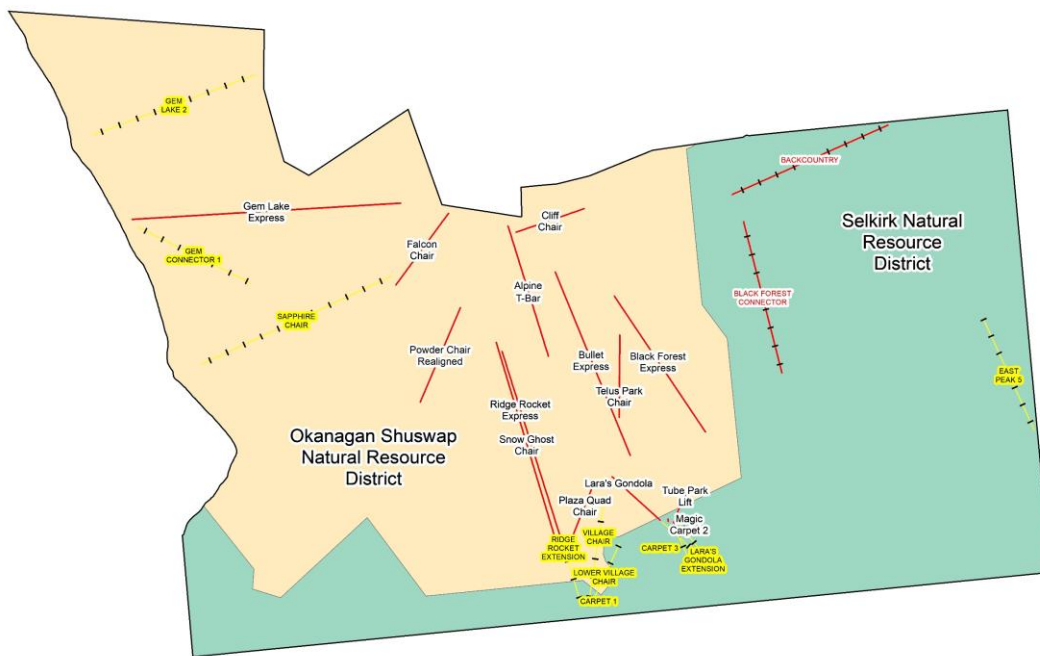 GEM
LAKE 2
BACKCOUNTRY
Gem Lake
Express
Cliff
Chair
Selkirk Natural
Resource
District
Falcon
Chair
GEM
CONNECTOR 1
Alpine
T-Bar
BLACK FOREST
CONNECTOR
SAPPHIRE
CHAIR
Powder Chair
Realigned
Bullet
Express
Black Forest
Express
EAST
PEAK 5
Telus Park
Chair
Ridge Rocket
Express
Okanagan Shuswap
Natural Resource
District
Snow Ghost
Chair
Lara's Gondola
Plaza Quad
Chair
Tube Park
Lift
Magic
Carpet 2
VILLAGE
CHAIR
RIDGE
ROCKET
EXTENSION
CARPET 3
LARA'S
GONDOLA
EXTENSION
LOWER VILLAGE
CHAIR
CARPET 1